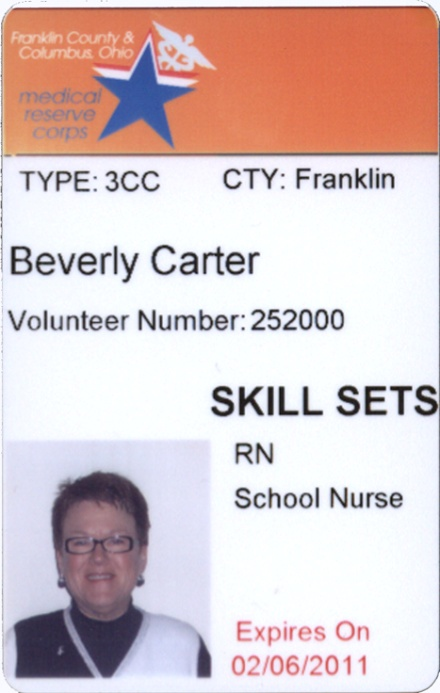 Franklin County &
Columbus, Ohio
medical
reserve
corps
TYPE: 3CC CTY: Franklin
Beverly Carter
Volunteer Number: 252000
SKILL SETS
RN
School Nurse
Expires On
02/06/2011